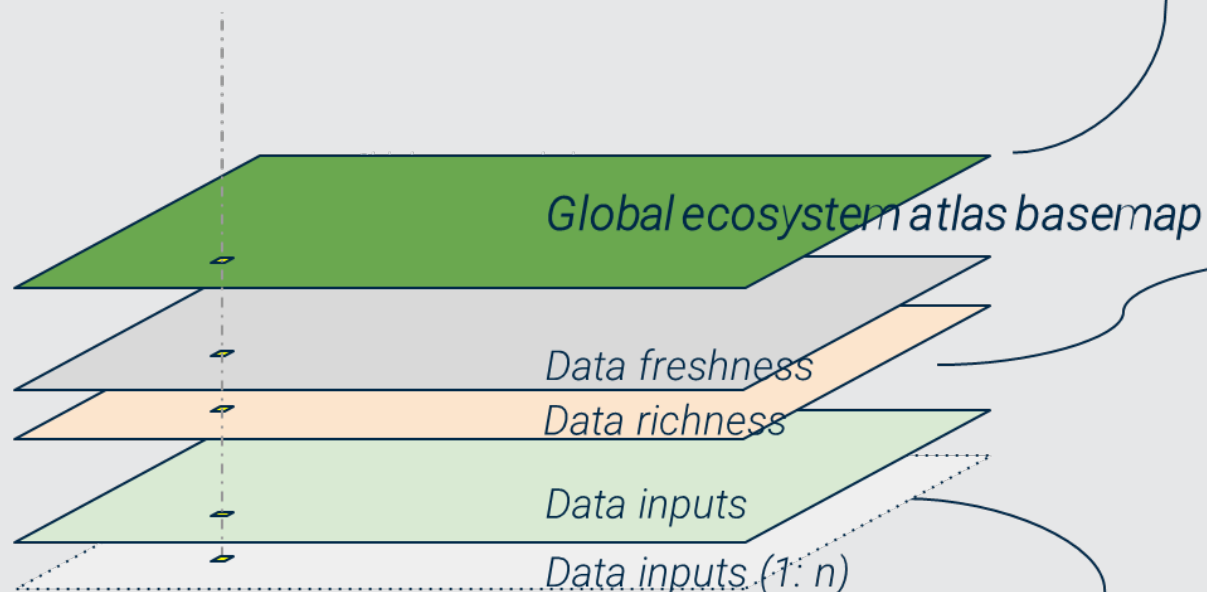 Global ecosystem atlas basemap
Data freshness
Data richness
Data inputs
Data inputs (1: n)